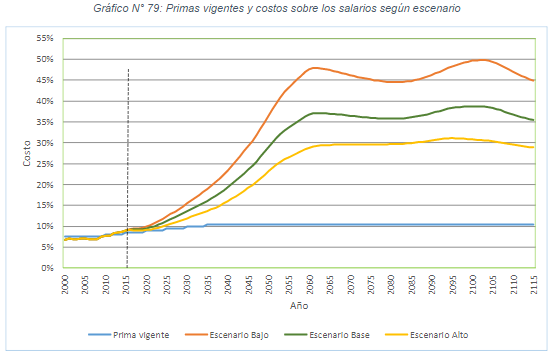 Gráfico N° 79: Primas vigentes y costos sobre los salarios según escenario
55%
50%
45%
40%
35%
30%
25%
20%
15%
10%
5%
0%
Costo
2000 2005 2010 2015 2020 2025 2030 2035 2040 2045 2050 2055 2060 2065 2070 2075 2080 2085 2090 2095 2100 2105 2110 2115
Año
Prima vigente Escenario Bajo Escenario Base Escenario Alto